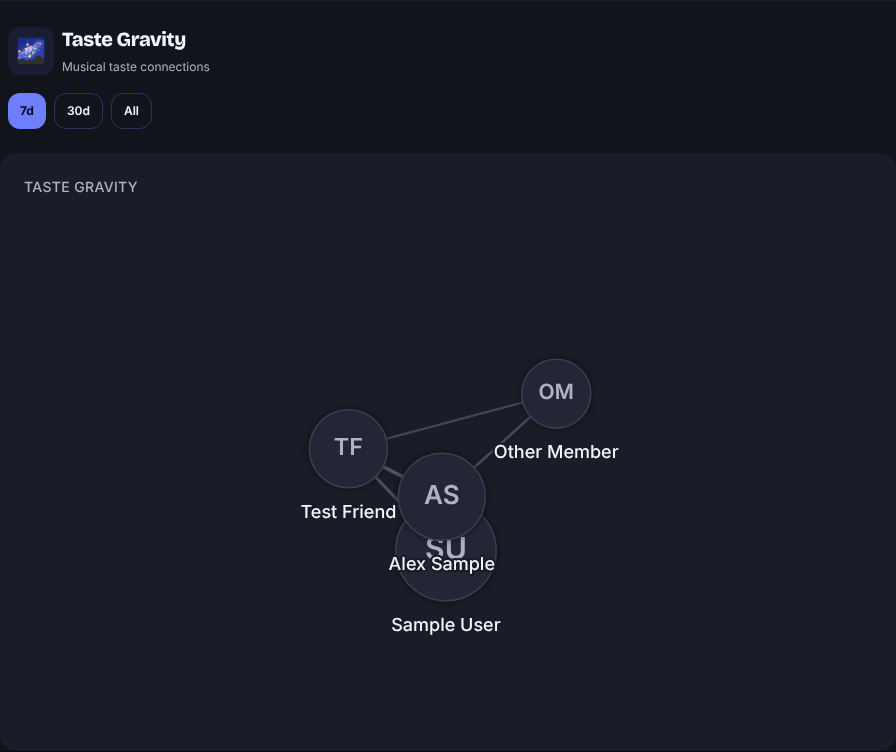 Taste Gravity
Musical taste connections
7d
30d
All
TASTE GRAVITY
OM
Other Member
TF
Test Friend
AS
SU
Alex Sample
Sample User